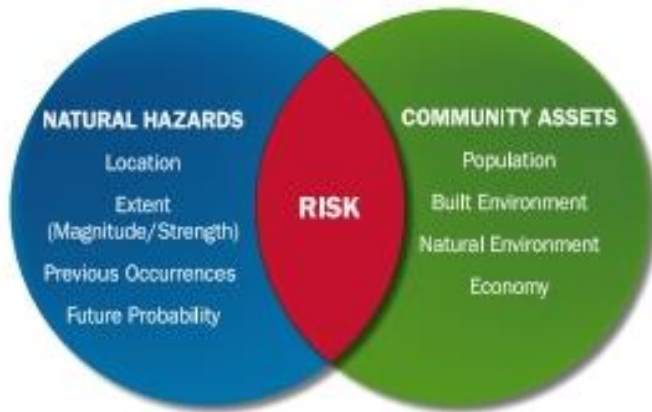 NATURAL HAZARDS
Location
Extent
(Magnitude/Strength)
Previous Occurrences
Future Probability
RISK
COMMUNITY ASSETS
Population
Built Environment
Natural Environment
Economy